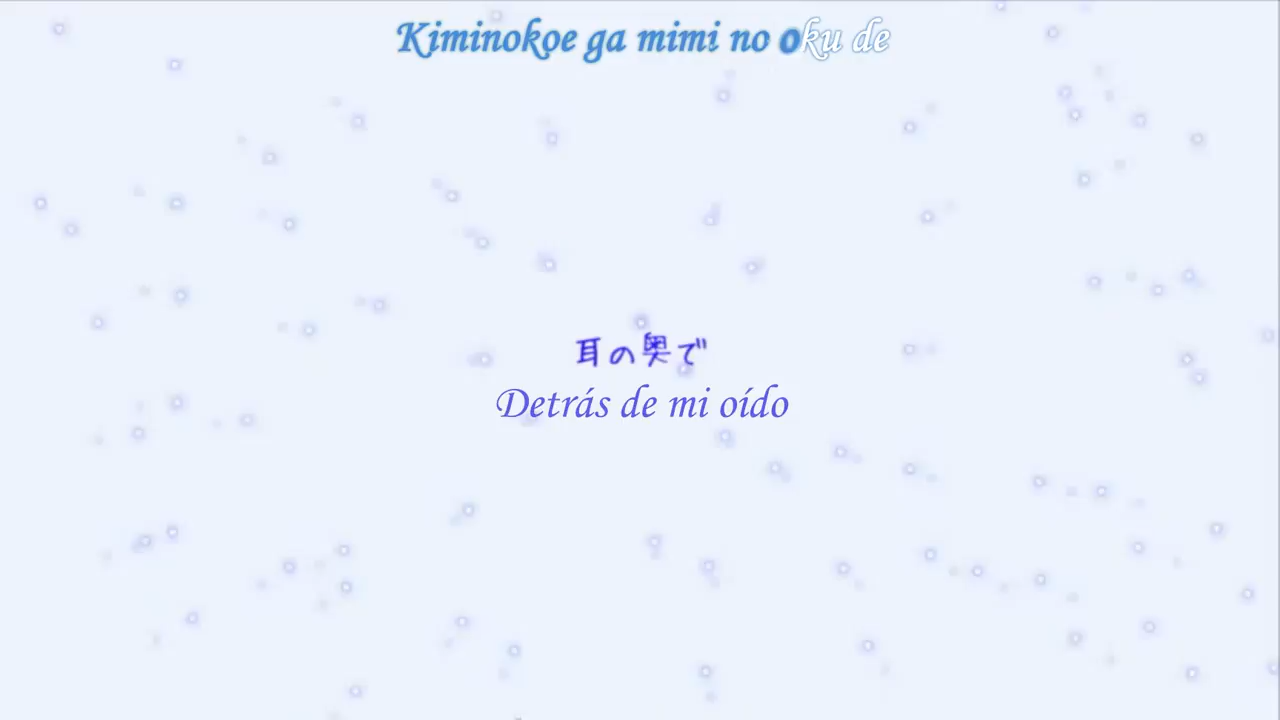 Kiminokoe ga mimi no oku de
耳の奥で
Detrás de mi oído